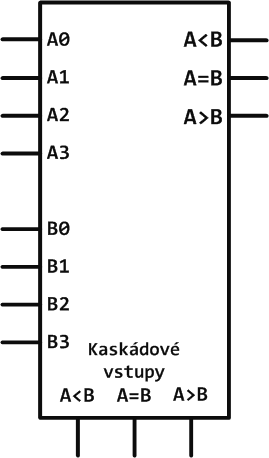 A0
A1
A2
A3
B0
B1
B2
B3
A<B
A=B
A>B
Kaskádové
vstupy
A<B A=B A>B